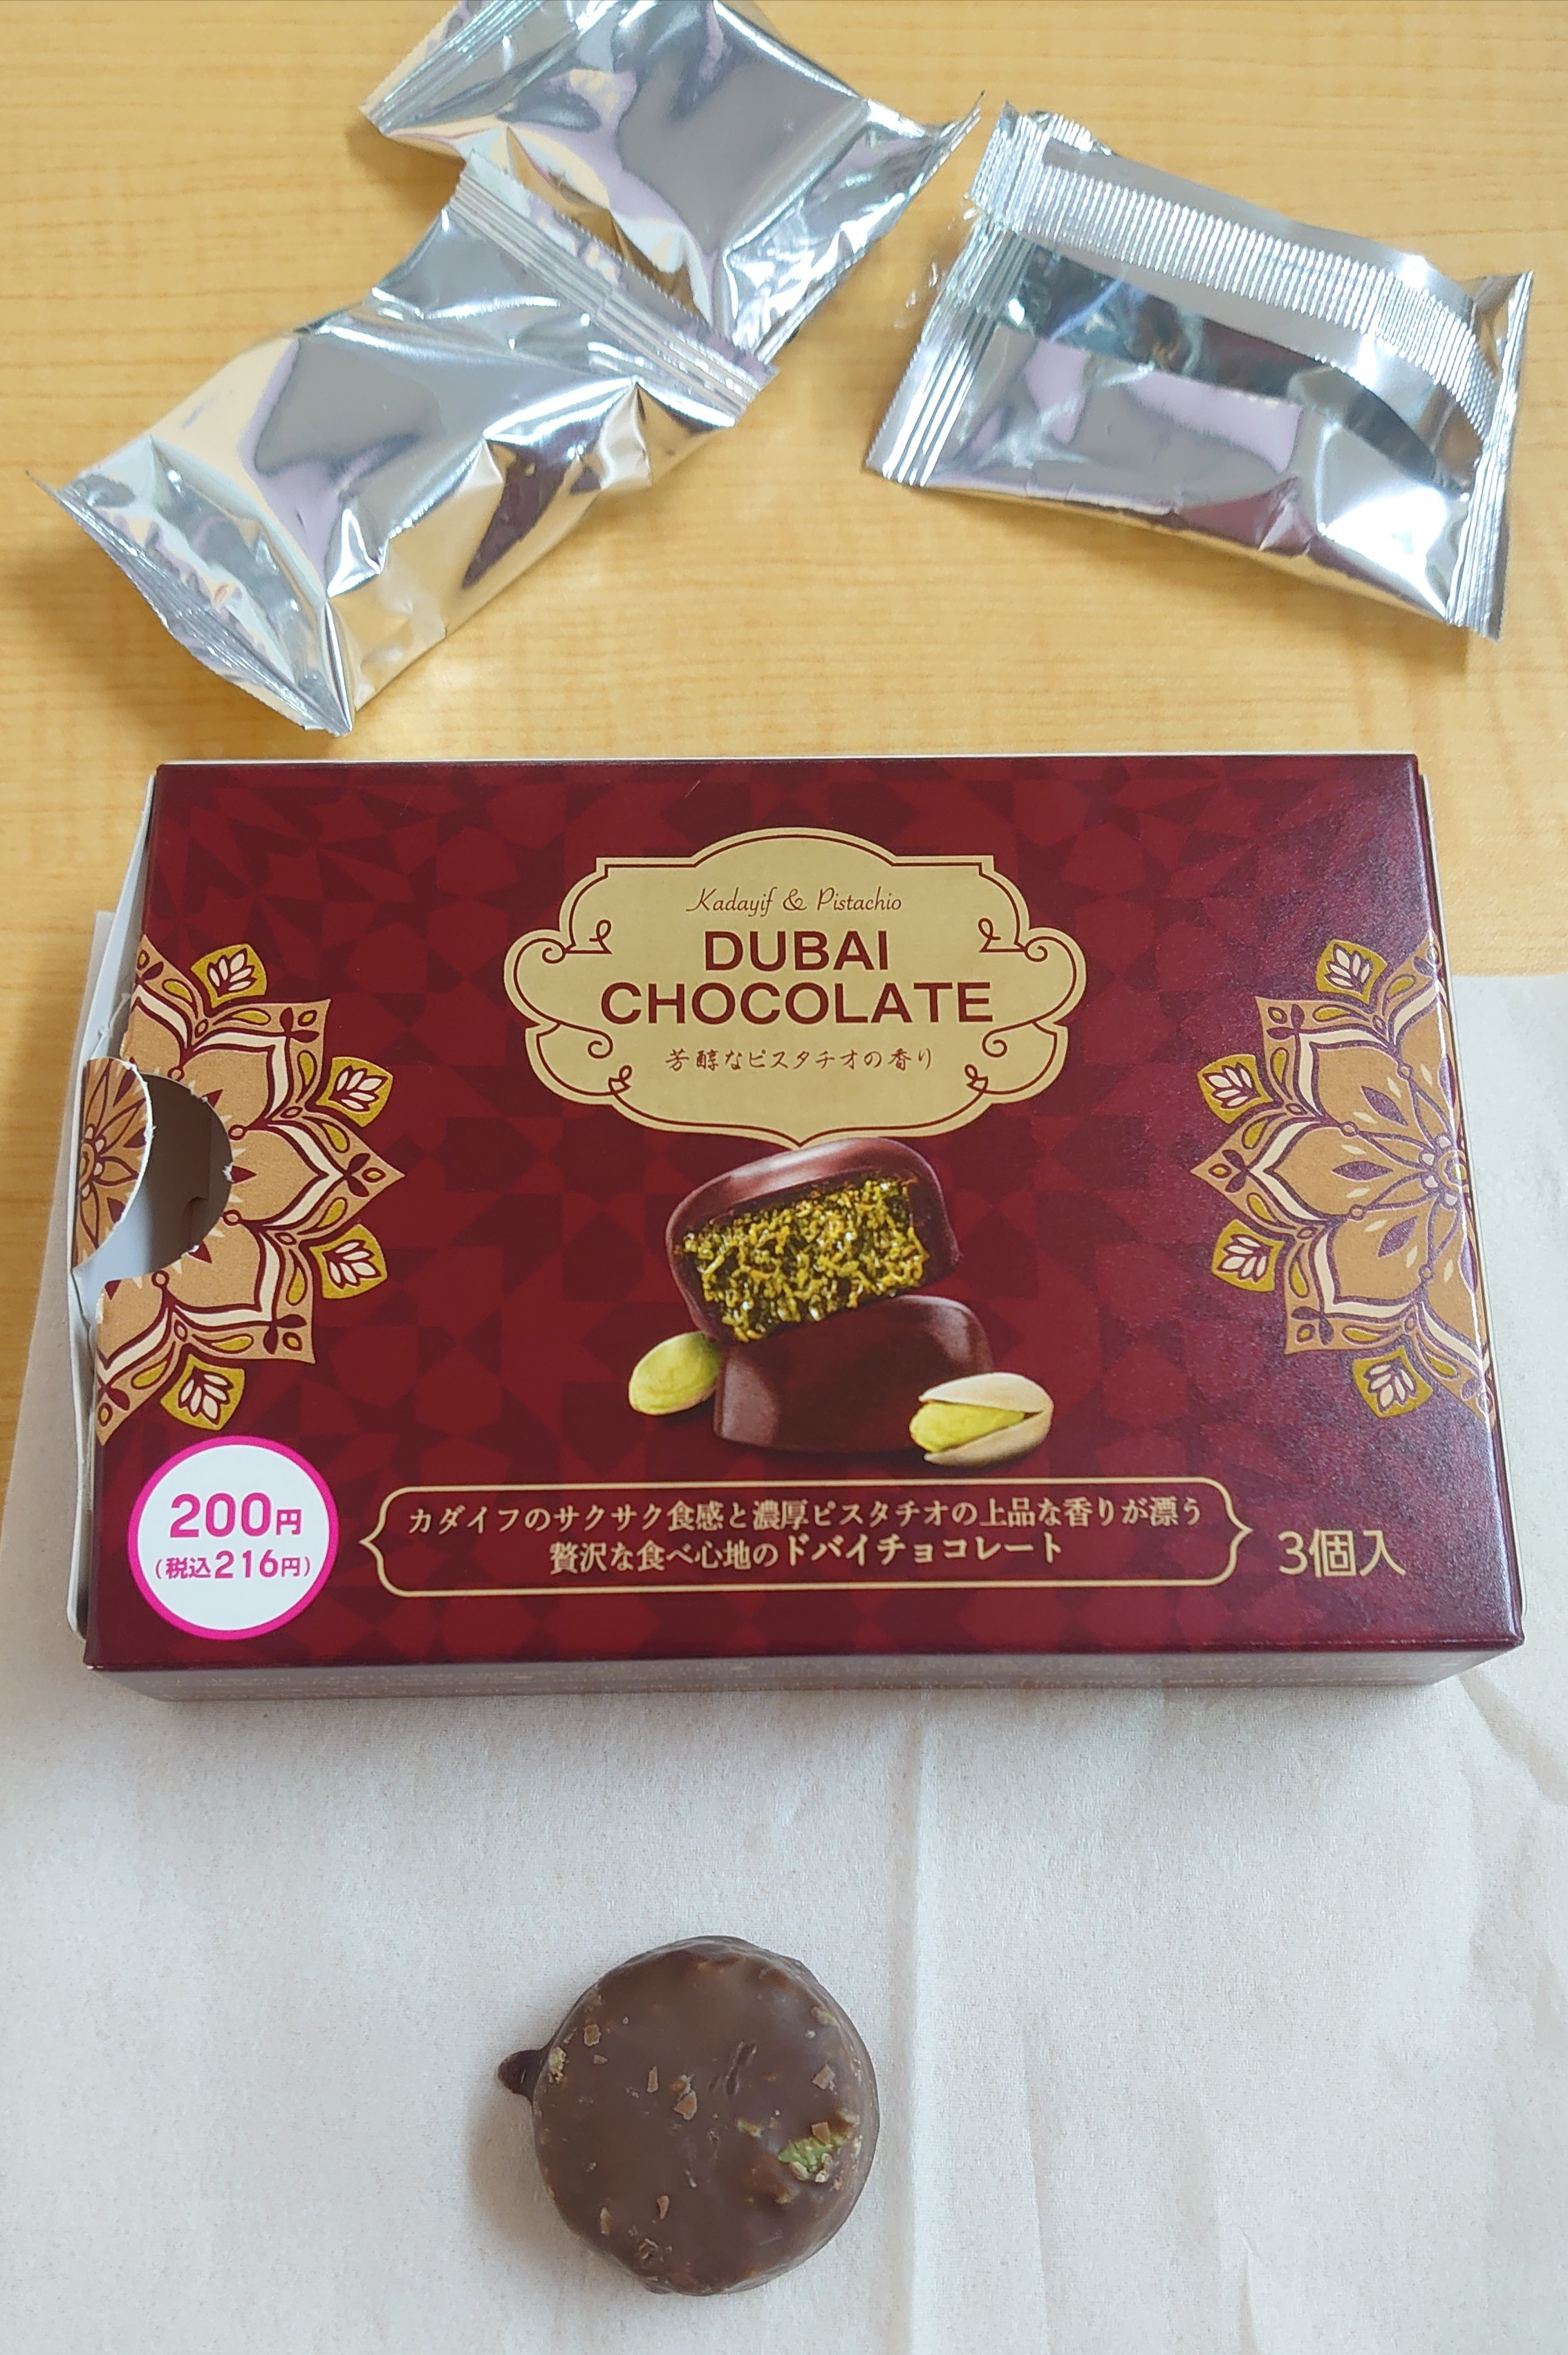 Kadayif & Pistachio
DUBAI
CHOCOLATE
芳醇なピスタチオの香り
200円
(税込216円)
カダイフのサクサク食感と濃厚ピスタチオの上品な香りが漂う
贅沢な食べ心地のドバイチョコレート
3個入